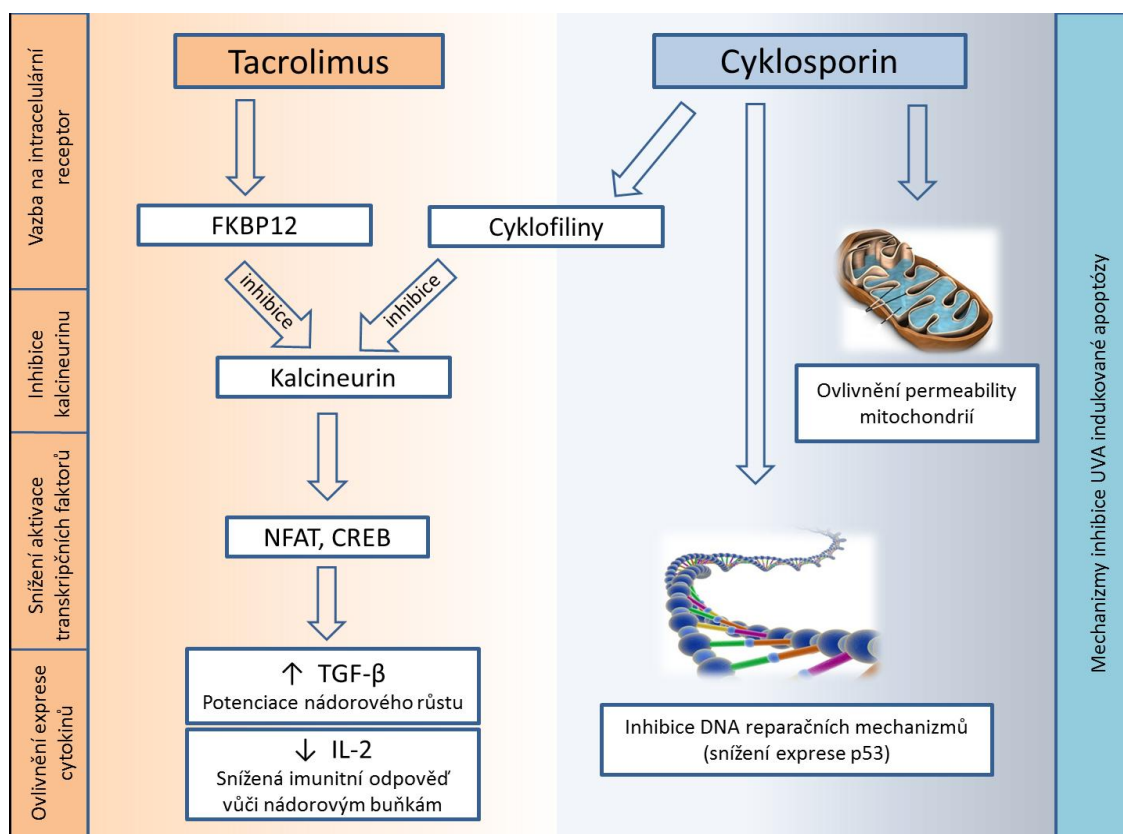 Tacrolimus
Cyklosporin
Vazba na intracelulární
receptor
FKBP12
Cyklofiliny
inhibice
inhibice
Inhibice
kalcineurinu
Kalcineurin
Ovlivnění permeability
mitochondrií
Snížení aktivace
transkripčních faktorů
NFAT, CREB
Ovlivnění exprese
cytokinů
↑ TGF-β
Potenciace nádorového růstu
↓ IL-2
Snížená imunitní odpověď
vůči nádorovým buňkám
Inhibice DNA reparačních mechanizmů
(snížení exprese p53)
Mechanizmy inhibice UVA indukované apoptózy